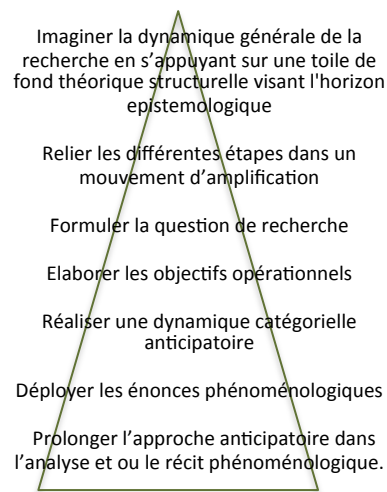 Imaginer la dynamique générale de la
recherche en s’appuyant sur une toile de
fond théorique structurelle visant l'horizon
epistemologique
Relier les différentes étapes dans un
mouvement d’amplification
Formuler la question de recherche
Elaborer les objectifs opérationnels
Réaliser une dynamique catégorielle
anticipatoire
Déployer les énonces phénoménologiques
Prolonger l’approche anticipatoire dans
l’analyse et ou le récit phénoménologique.